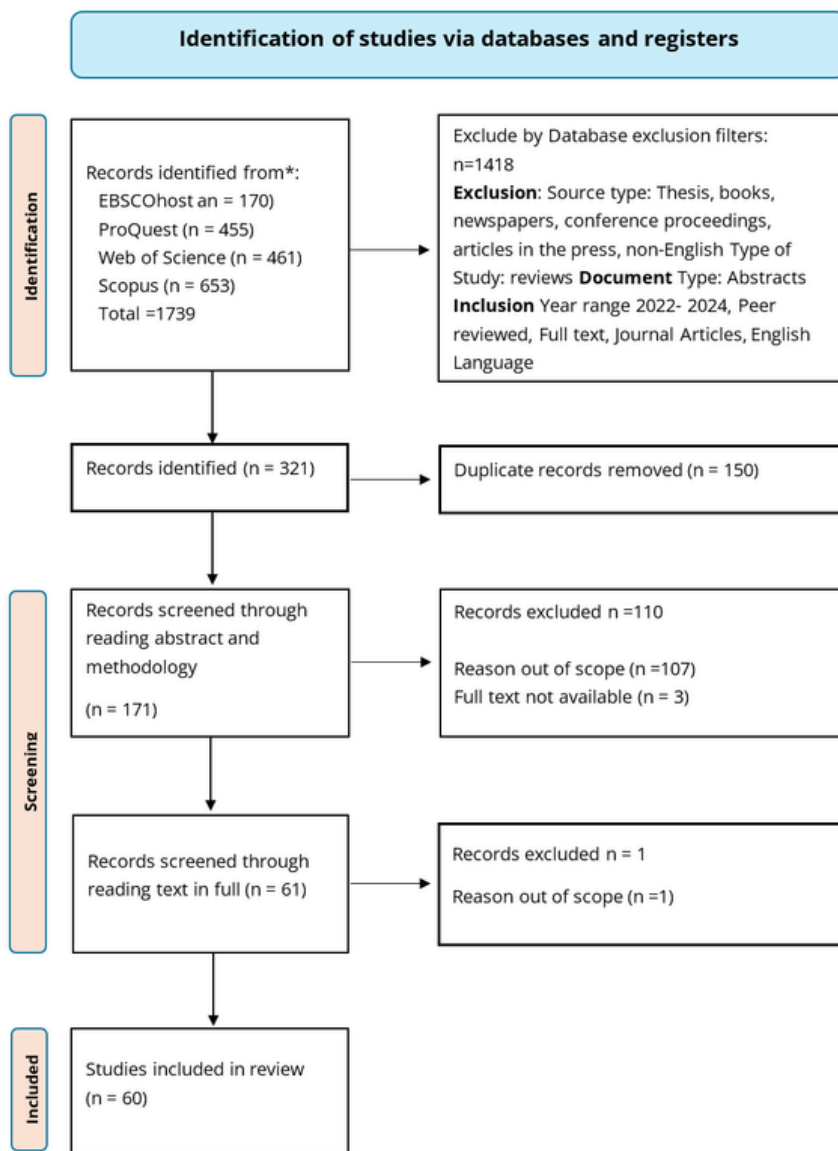 Identification of studies via databases and registers
Identification
Records identified from*:
EBSCOhost an = 170)
ProQuest (n = 455)
Web of Science (n = 461)
Scopus (n = 653)
Total =1739
Exclude by Database exclusion filters:
n=1418
Exclusion: Source type: Thesis, books,
newspapers, conference proceedings,
articles in the press, non-English Type of
Study: reviews Document Type: Abstracts
Inclusion Year range 2022- 2024, Peer
reviewed, Full text, Journal Articles, English
Language
Records identified (n = 321)
Duplicate records removed (n = 150)
Screening
Records screened through
reading abstract and
methodology
(n = 171)
Records excluded n =110
Reason out of scope (n =107)
Full text not available (n = 3)
Records screened through
reading text in full (n = 61)
Records excluded n = 1
Reason out of scope (n =1)
Included
Studies included in review
(n = 60)